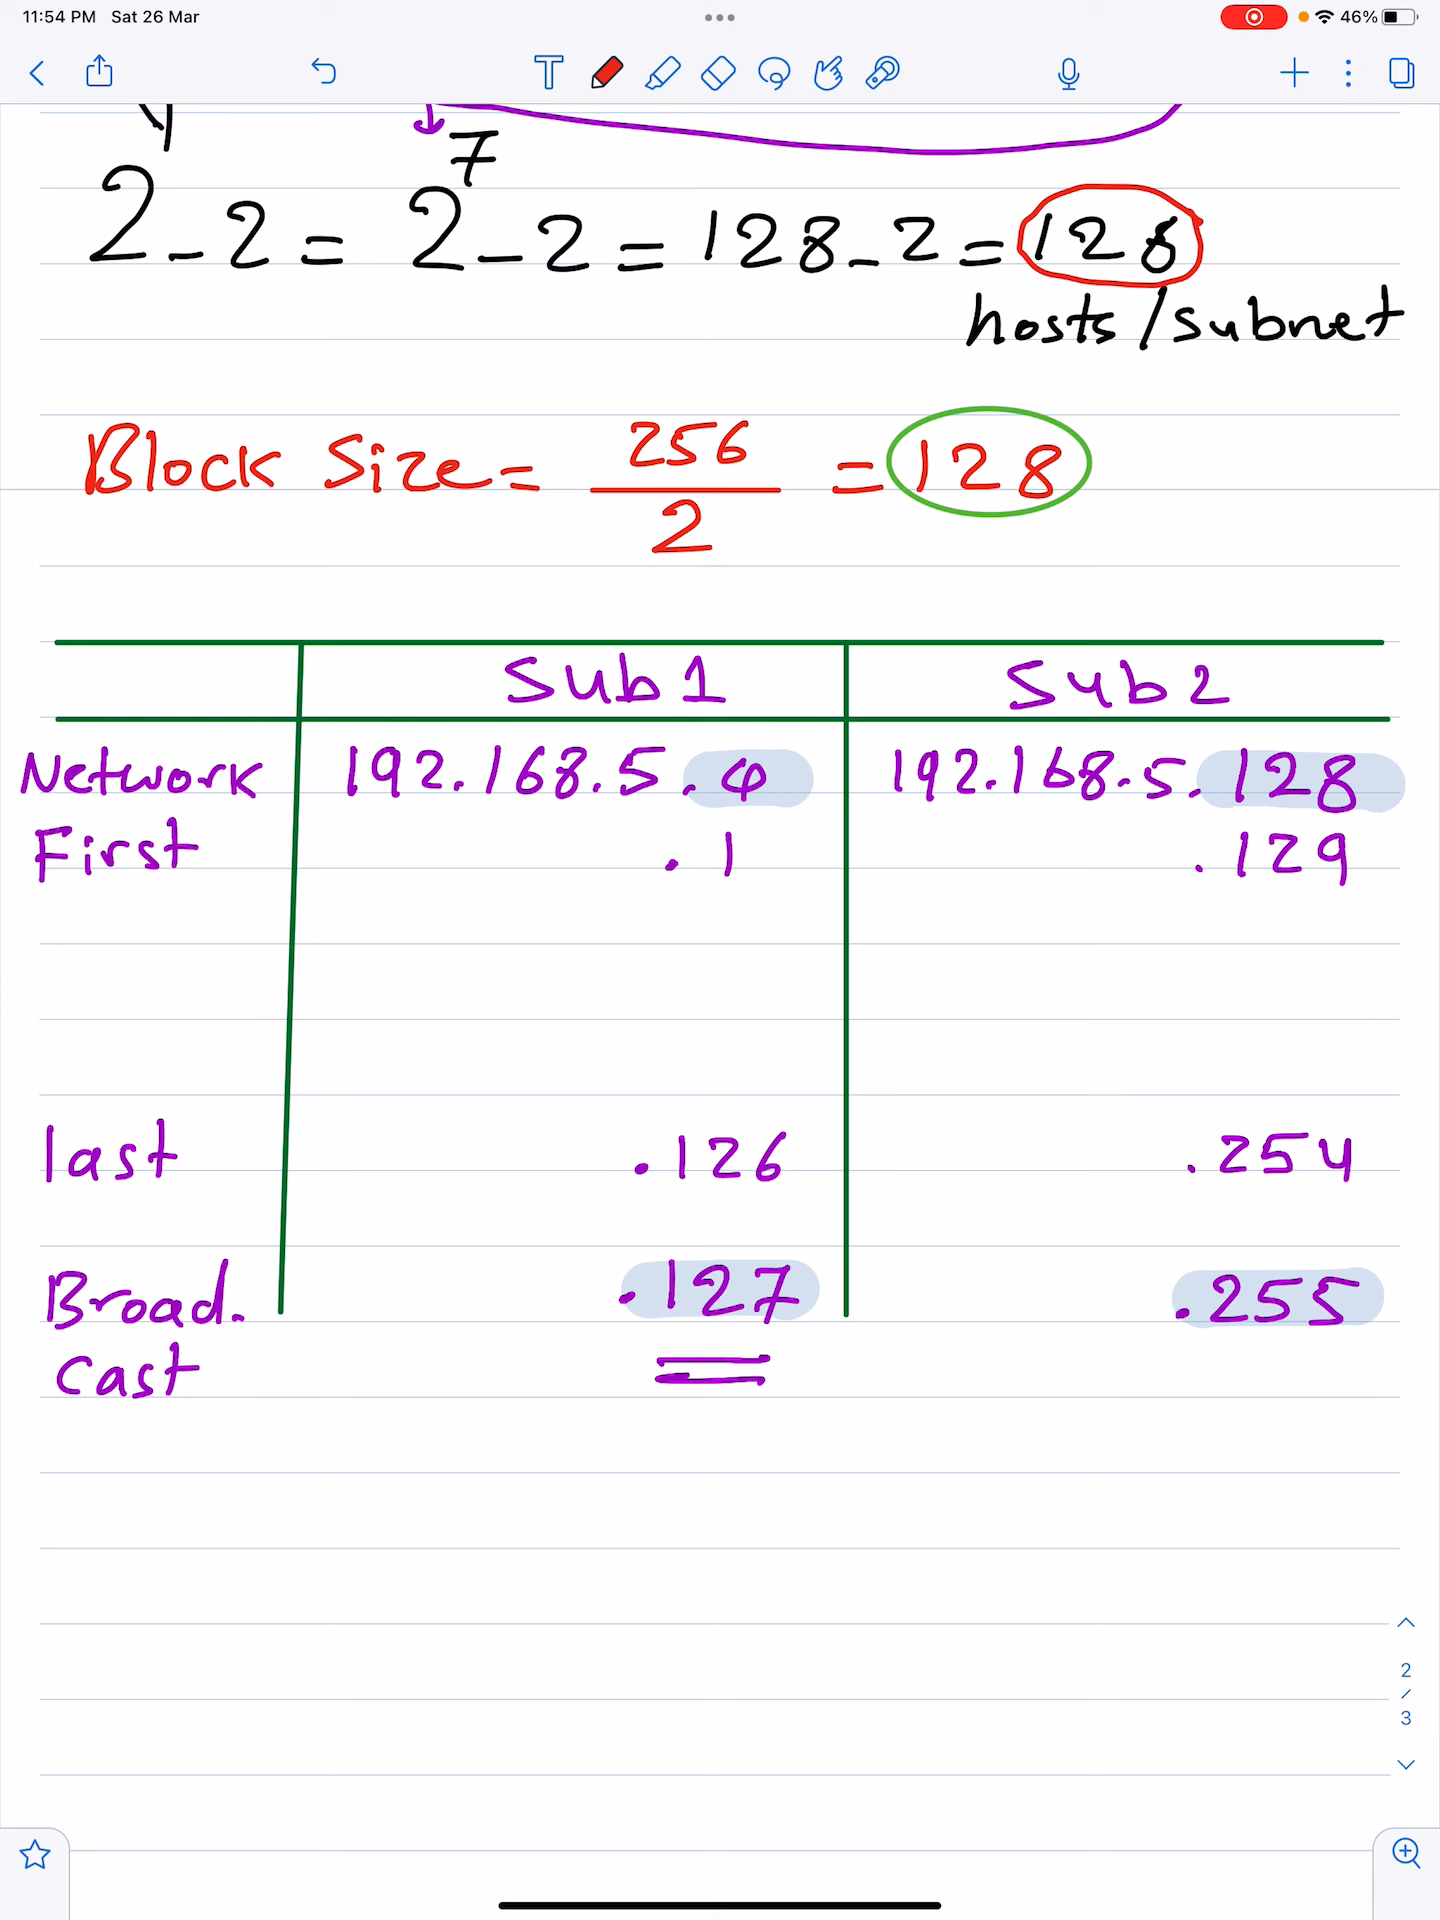 11:54 PM Sat 26 Mar 46%
y 7
2 - 2 = 2 - 2 = 128 - 2 = 128
hosts / subnet
Block Size = 256 / 2 = 128
Sub 1 Sub 2
Network 192.168.5.0 192.168.5.128
First .1 .129
last .126 .254
Broad. .127 .255
Cast
2
/
3